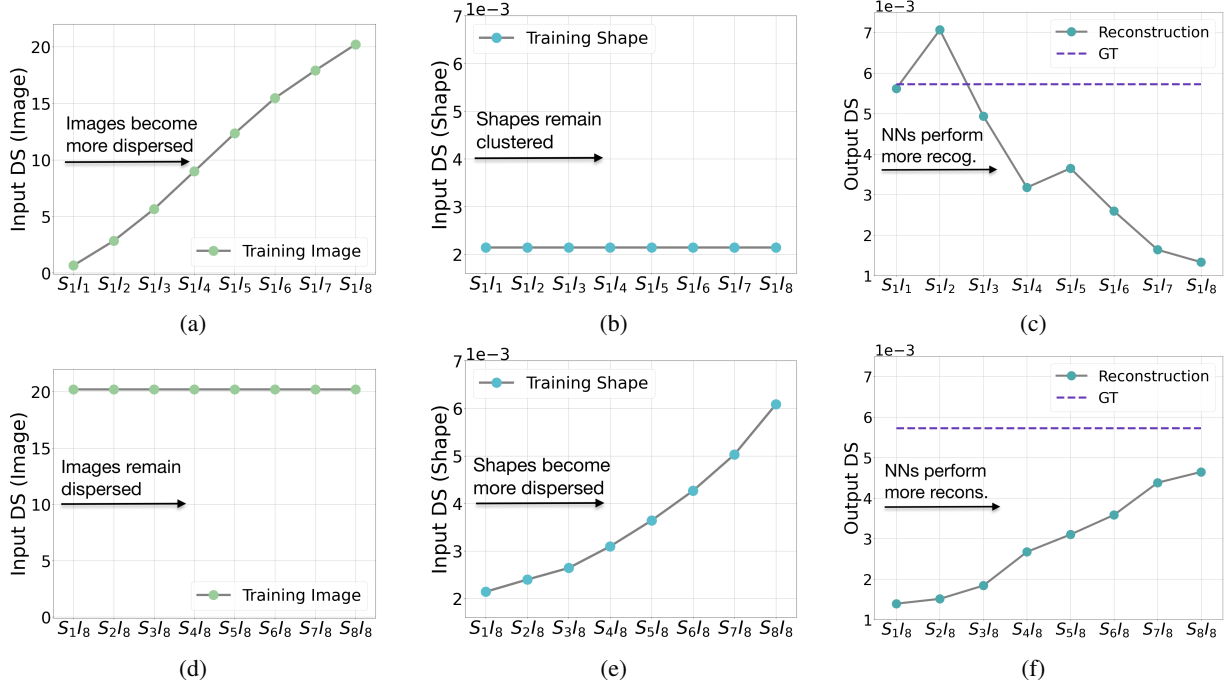 Input DS (Image)
20
15
10
5
0
Images become
more dispersed
Training Image
S₁I₁ S₁I₂ S₁I₃ S₁I₄ S₁I₅ S₁I₆ S₁I₇ S₁I₈
(a)
1e−3
Input DS (Shape)
7
6
5
4
3
2
Training Shape
Shapes remain
clustered
S₁I₁ S₁I₂ S₁I₃ S₁I₄ S₁I₅ S₁I₆ S₁I₇ S₁I₈
(b)
1e−3
Output DS
7
6
5
4
3
2
1
Reconstruction
GT
NNs perform
more recog.
S₁I₁ S₁I₂ S₁I₃ S₁I₄ S₁I₅ S₁I₆ S₁I₇ S₁I₈
(c)
Input DS (Image)
20
15
10
5
0
Images remain
dispersed
Training Image
S₁I₈ S₂I₈ S₃I₈ S₄I₈ S₅I₈ S₆I₈ S₇I₈ S₈I₈
(d)
1e−3
Input DS (Shape)
7
6
5
4
3
2
Training Shape
Shapes become
more dispersed
S₁I₈ S₂I₈ S₃I₈ S₄I₈ S₅I₈ S₆I₈ S₇I₈ S₈I₈
(e)
1e−3
Output DS
7
6
5
4
3
2
1
Reconstruction
GT
NNs perform
more recons.
S₁I₈ S₂I₈ S₃I₈ S₄I₈ S₅I₈ S₆I₈ S₇I₈ S₈I₈
(f)